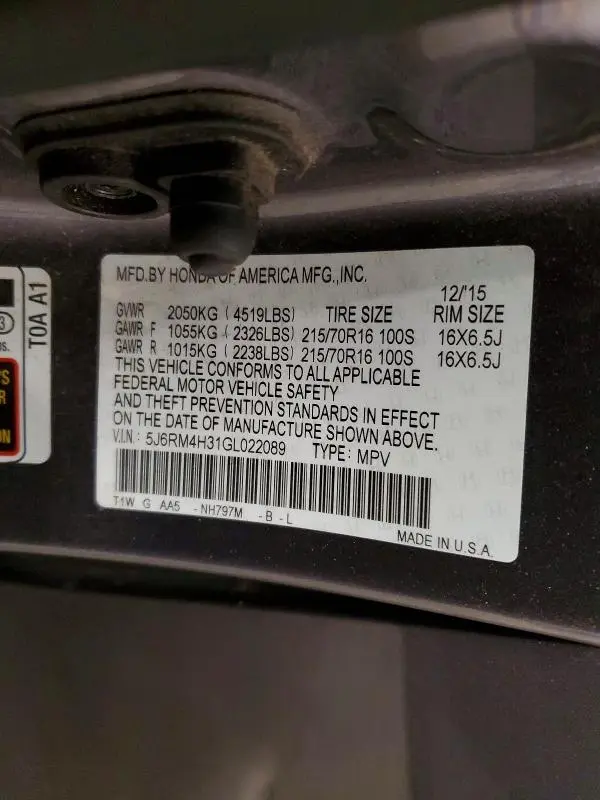 MFD.BY HONDA OF AMERICA MFG.,INC.
12/'15
GVWR 2050KG (4519LBS) TIRE SIZE RIM SIZE
GAWR F 1055KG (2326LBS) 215/70R16 100S 16X6.5J
GAWR R 1015KG (2238LBS) 215/70R16 100S 16X6.5J
THIS VEHICLE CONFORMS TO ALL APPLICABLE
FEDERAL MOTOR VEHICLE SAFETY
AND THEFT PREVENTION STANDARDS IN EFFECT
ON THE DATE OF MANUFACTURE SHOWN ABOVE.
V.I.N.: 5J6RM4H31GL022089 TYPE: MPV
T1W G AA5 -NH797M -B -L
MADE IN U.S.A.
T0A A1